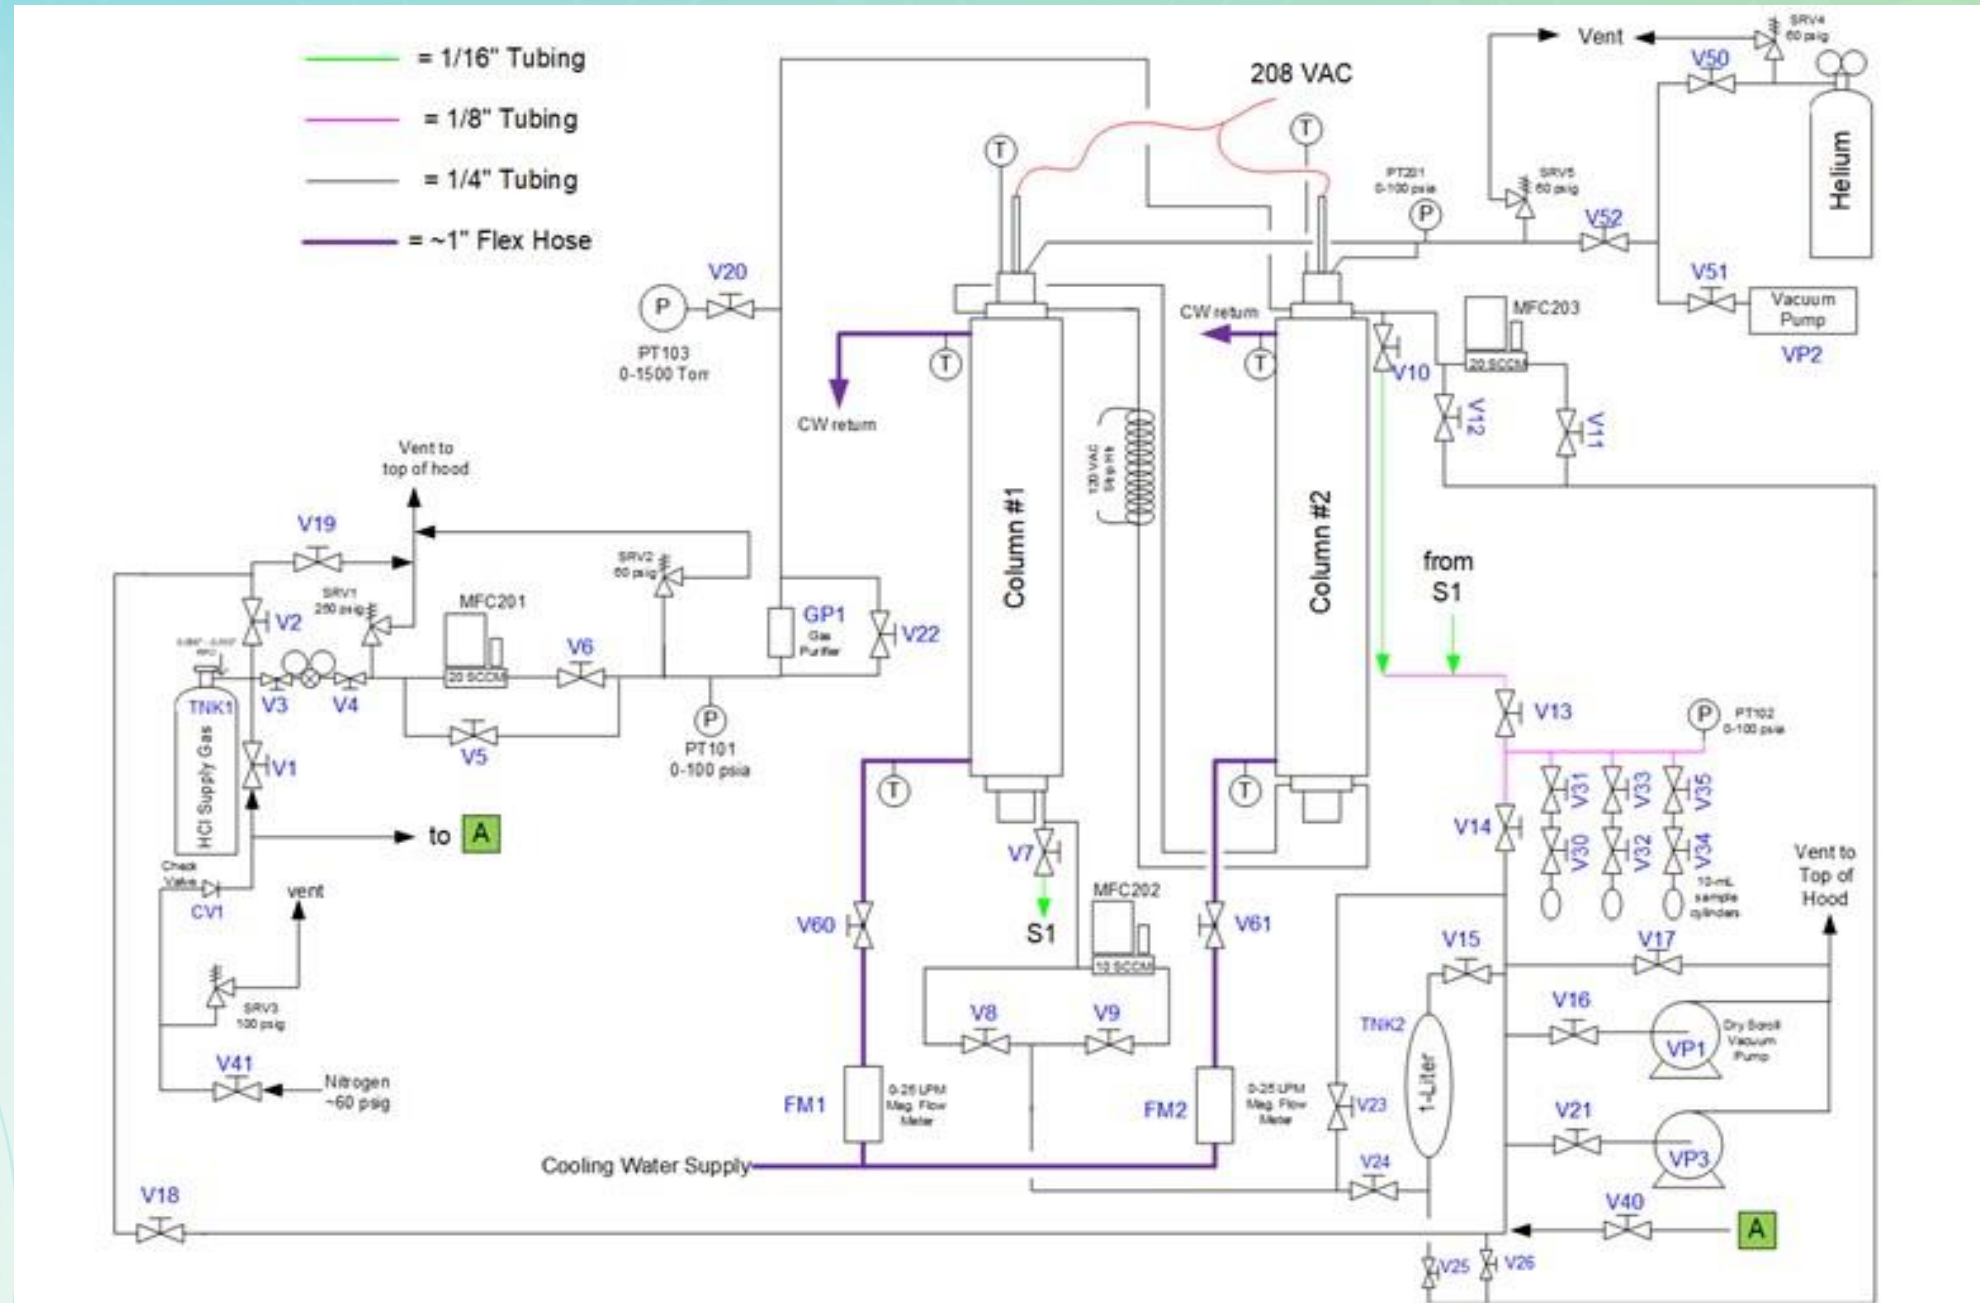 = 1/16" Tubing
= 1/8" Tubing
= 1/4" Tubing
= ~1" Flex Hose
208 VAC
Vent
SRV4
60 psig
V50
Helium
T
T
PT201
0-100 psia
P
SRV5
60 psig
V52
V51
Vacuum
Pump
VP2
V20
P
PT103
0-1500 Torr
CW return
T
CW return
T
V10
MFC203
20 SCCM
V12
V11
Column #1
120 VAC
Column #2
Vent to
top of hood
V19
SRV1
V2
MFC201
20 SCCM
V6
SRV2
60 psig
GP1
Gas
Purifier
V22
TNK1
HCl Supply Gas
V3
V4
V5
V1
P
PT101
0-100 psia
to A
Check
Valve
CV1
vent
SRV3
100 psig
V41
Nitrogen
~60 psig
V18
T
T
V7
S1
MFC202
10 SCCM
V60
V61
V8
V9
FM1
0-25 LPM
Mag. Flow
Meter
FM2
0-25 LPM
Mag. Flow
Meter
Cooling Water Supply
from
S1
V13
P
PT102
0-100 psia
V31
V33
V35
V14
V30
V32
V34
10-mL
sample
cylinders
Vent to
Top of
Hood
V15
V17
V16
TNK2
1-Liter
VP1
Dry Scroll
Vacuum
Pump
V23
V21
VP3
V24
V40
A
V25
V26